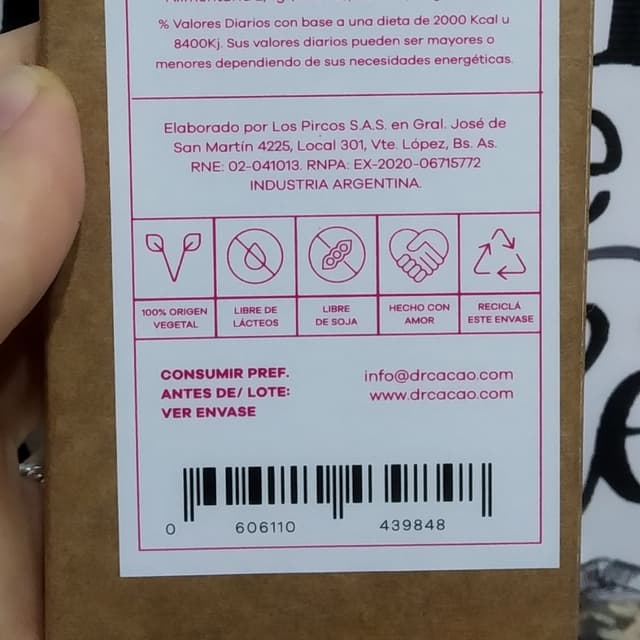 % Valores Diarios con base a una dieta de 2000 Kcal u
8400Kj. Sus valores diarios pueden ser mayores o
menores dependiendo de sus necesidades energéticas.
Elaborado por Los Pircos S.A.S. en Gral. José de
San Martín 4225, Local 301, Vte. López, Bs. As.
RNE: 02-041013. RNPA: EX-2020-06715772
INDUSTRIA ARGENTINA.
100% ORIGEN
VEGETAL
LIBRE DE
LÁCTEOS
LIBRE
DE SOJA
HECHO CON
AMOR
RECICLÁ
ESTE ENVASE
CONSUMIR PREF.
ANTES DE/ LOTE:
VER ENVASE
info@drcacao.com
www.drcacao.com
0 606110 439848